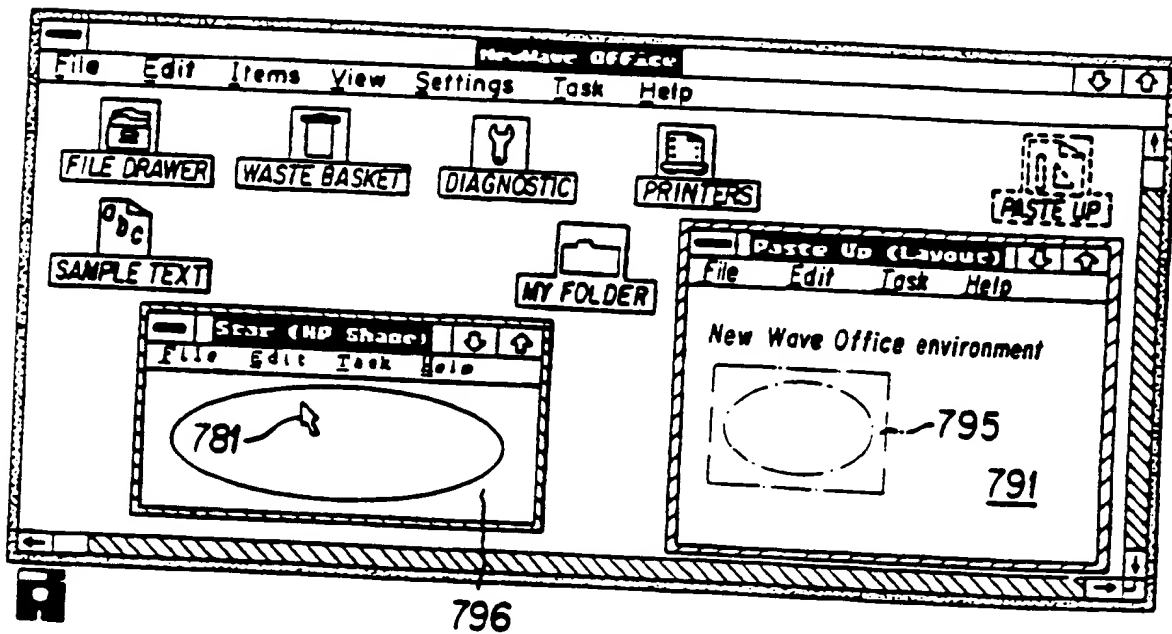 NewWave Office
File Edit Items View Settings Task Help
FILE DRAWER WASTE BASKET DIAGNOSTIC PRINTERS PASTE UP
abc
SAMPLE TEXT MY FOLDER
Paste Up (Layout)
File Edit Task Help
New Wave Office environment
795
791
Star (HP Shape)
File Edit Task Help
781
796